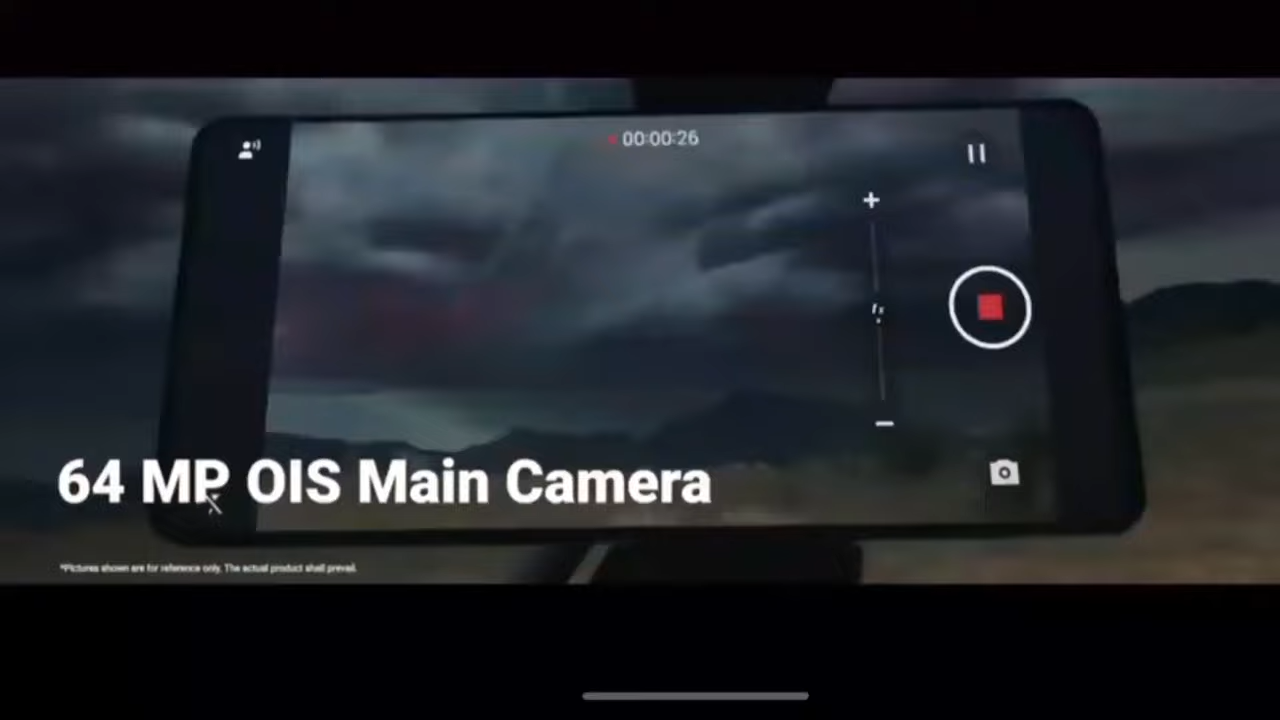 00:00:26
64 MP OIS Main Camera
*Pictures shown are for reference only. The actual product shall prevail.